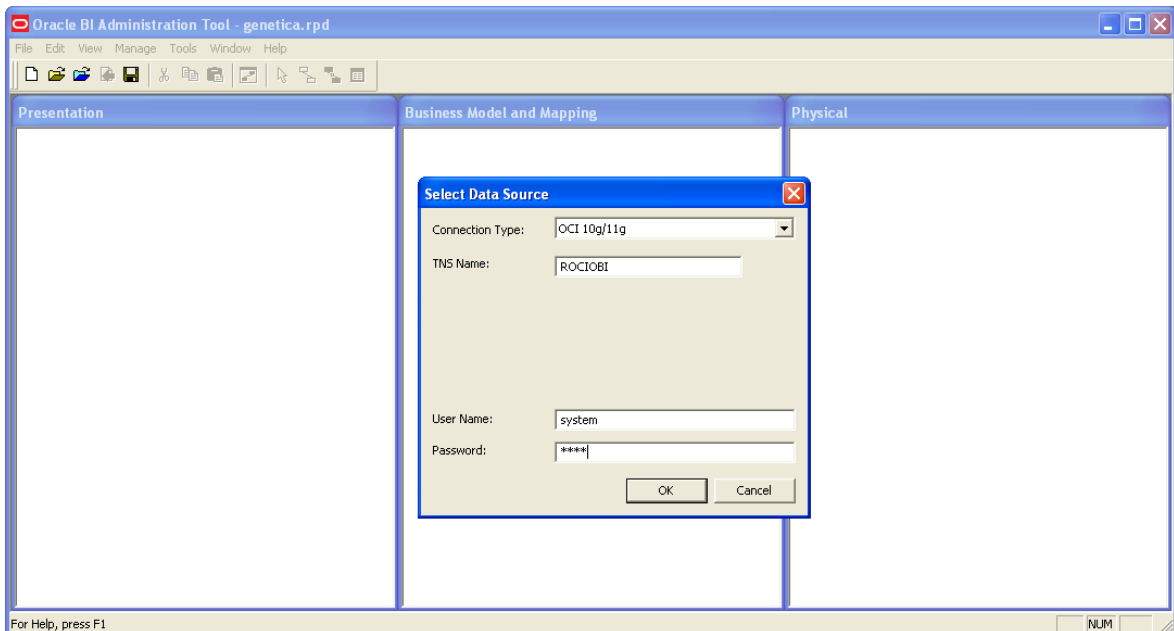 Oracle BI Administration Tool - genetica.rpd
File Edit View Manage Tools Window Help
Presentation Business Model and Mapping Physical
Select Data Source
Connection Type: OCI 10g/11g
TNS Name: ROCIOBI
User Name: system
Password: ****
OK Cancel
For Help, press F1 NUM